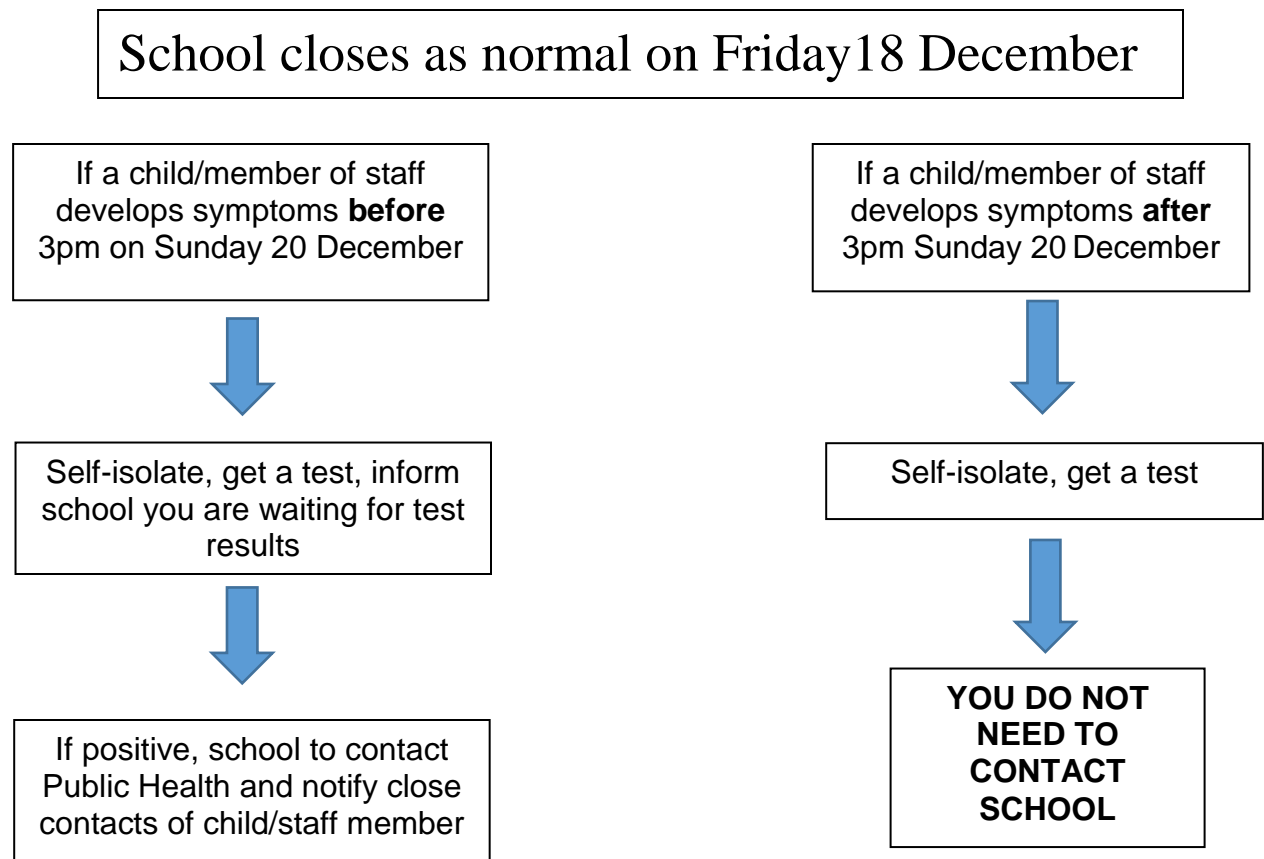 School closes as normal on Friday18 December
If a child/member of staff
develops symptoms before
3pm on Sunday 20 December
Self-isolate, get a test, inform
school you are waiting for test
results
If positive, school to contact
Public Health and notify close
contacts of child/staff member
If a child/member of staff
develops symptoms after
3pm Sunday 20 December
Self-isolate, get a test
YOU DO NOT
NEED TO
CONTACT
SCHOOL